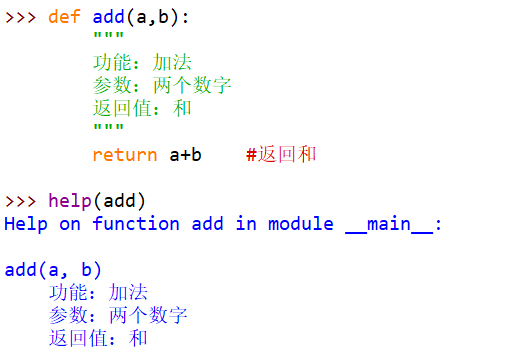 >>> def add(a,b):
        """
        功能：加法
        参数：两个数字
        返回值：和
        """
        return a+b    #返回和

>>> help(add)
Help on function add in module __main__:

add(a, b)
    功能：加法
    参数：两个数字
    返回值：和